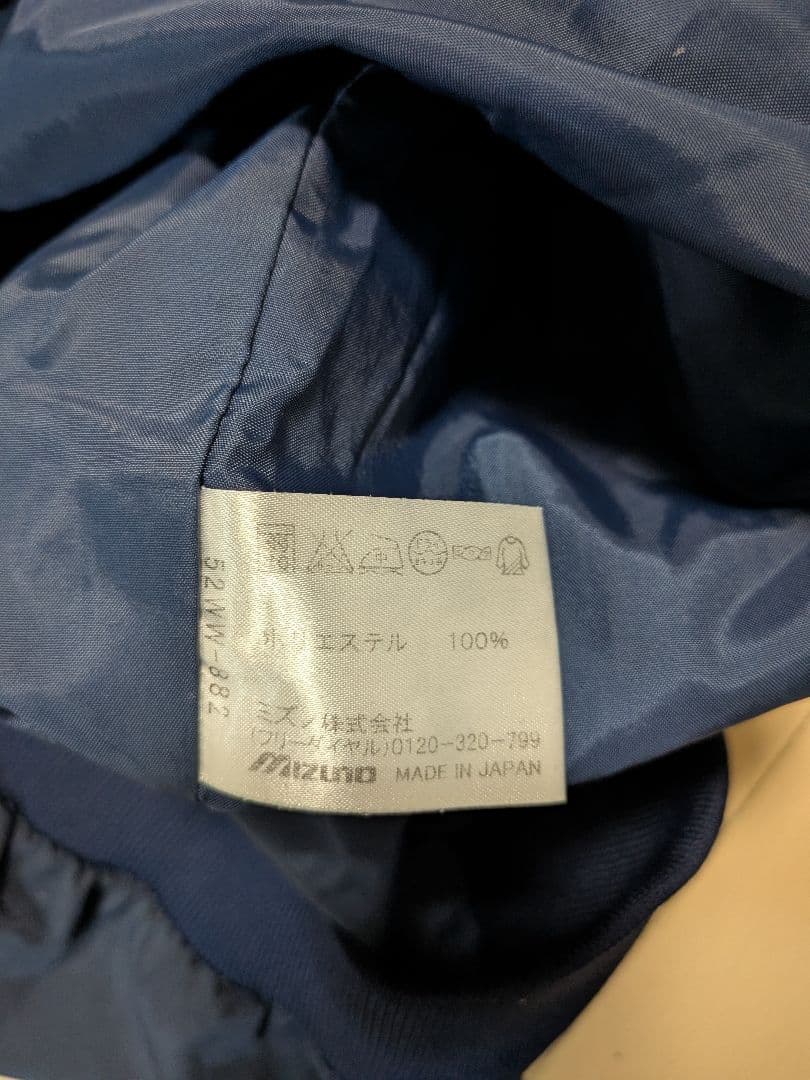 ポリエステル 100%
ミズノ株式会社
(フリーダイヤル)0120-320-799
mizuno MADE IN JAPAN
52WW-882